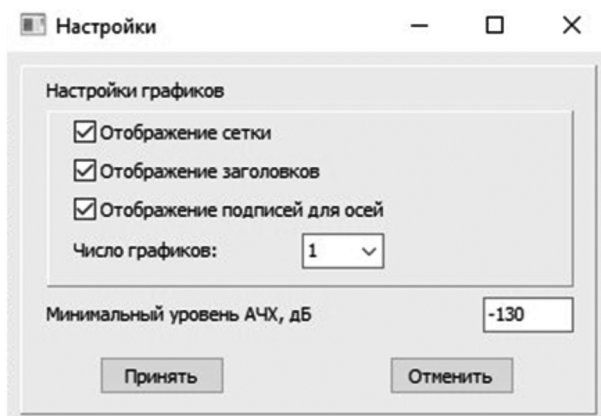 Настройки
Настройки графиков
Отображение сетки
Отображение заголовков
Отображение подписей для осей
Число графиков: 1
Минимальный уровень АЧХ, дБ -130
Принять Отменить